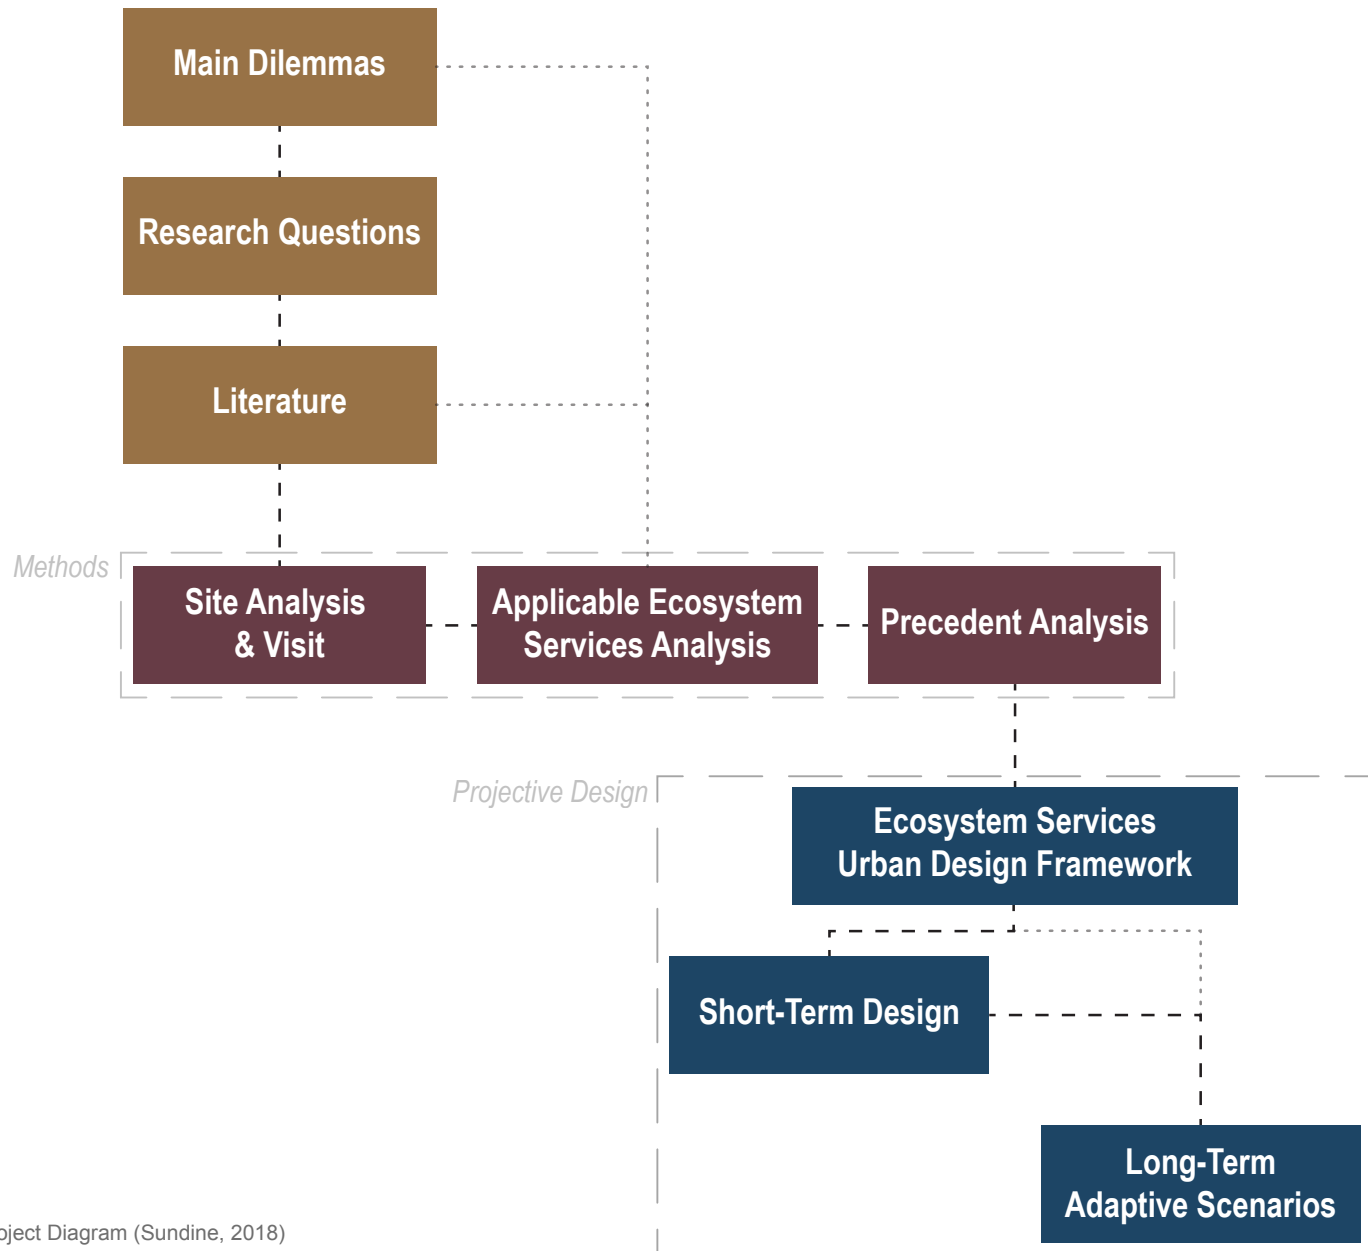 Main Dilemmas
Research Questions
Literature
Methods
Site Analysis
& Visit
Applicable Ecosystem
Services Analysis
Precedent Analysis
Projective Design
Ecosystem Services
Urban Design Framework
Short-Term Design
Long-Term
Adaptive Scenarios
Diagram (Sundine, 2018)